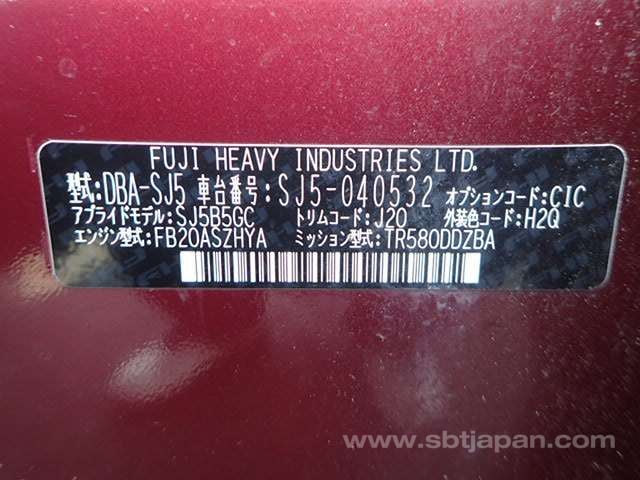 FUJI HEAVY INDUSTRIES LTD.
型式:DBA-SJ5 車台番号:SJ5-040532 オプションコード:CIC
アプライドモデル:SJ5B5GC トリムコード:J20 外装色コード:H2Q
エンジン型式:FB20ASZHYA ミッション型式:TR580DDZBA
www.sbtjapan.com